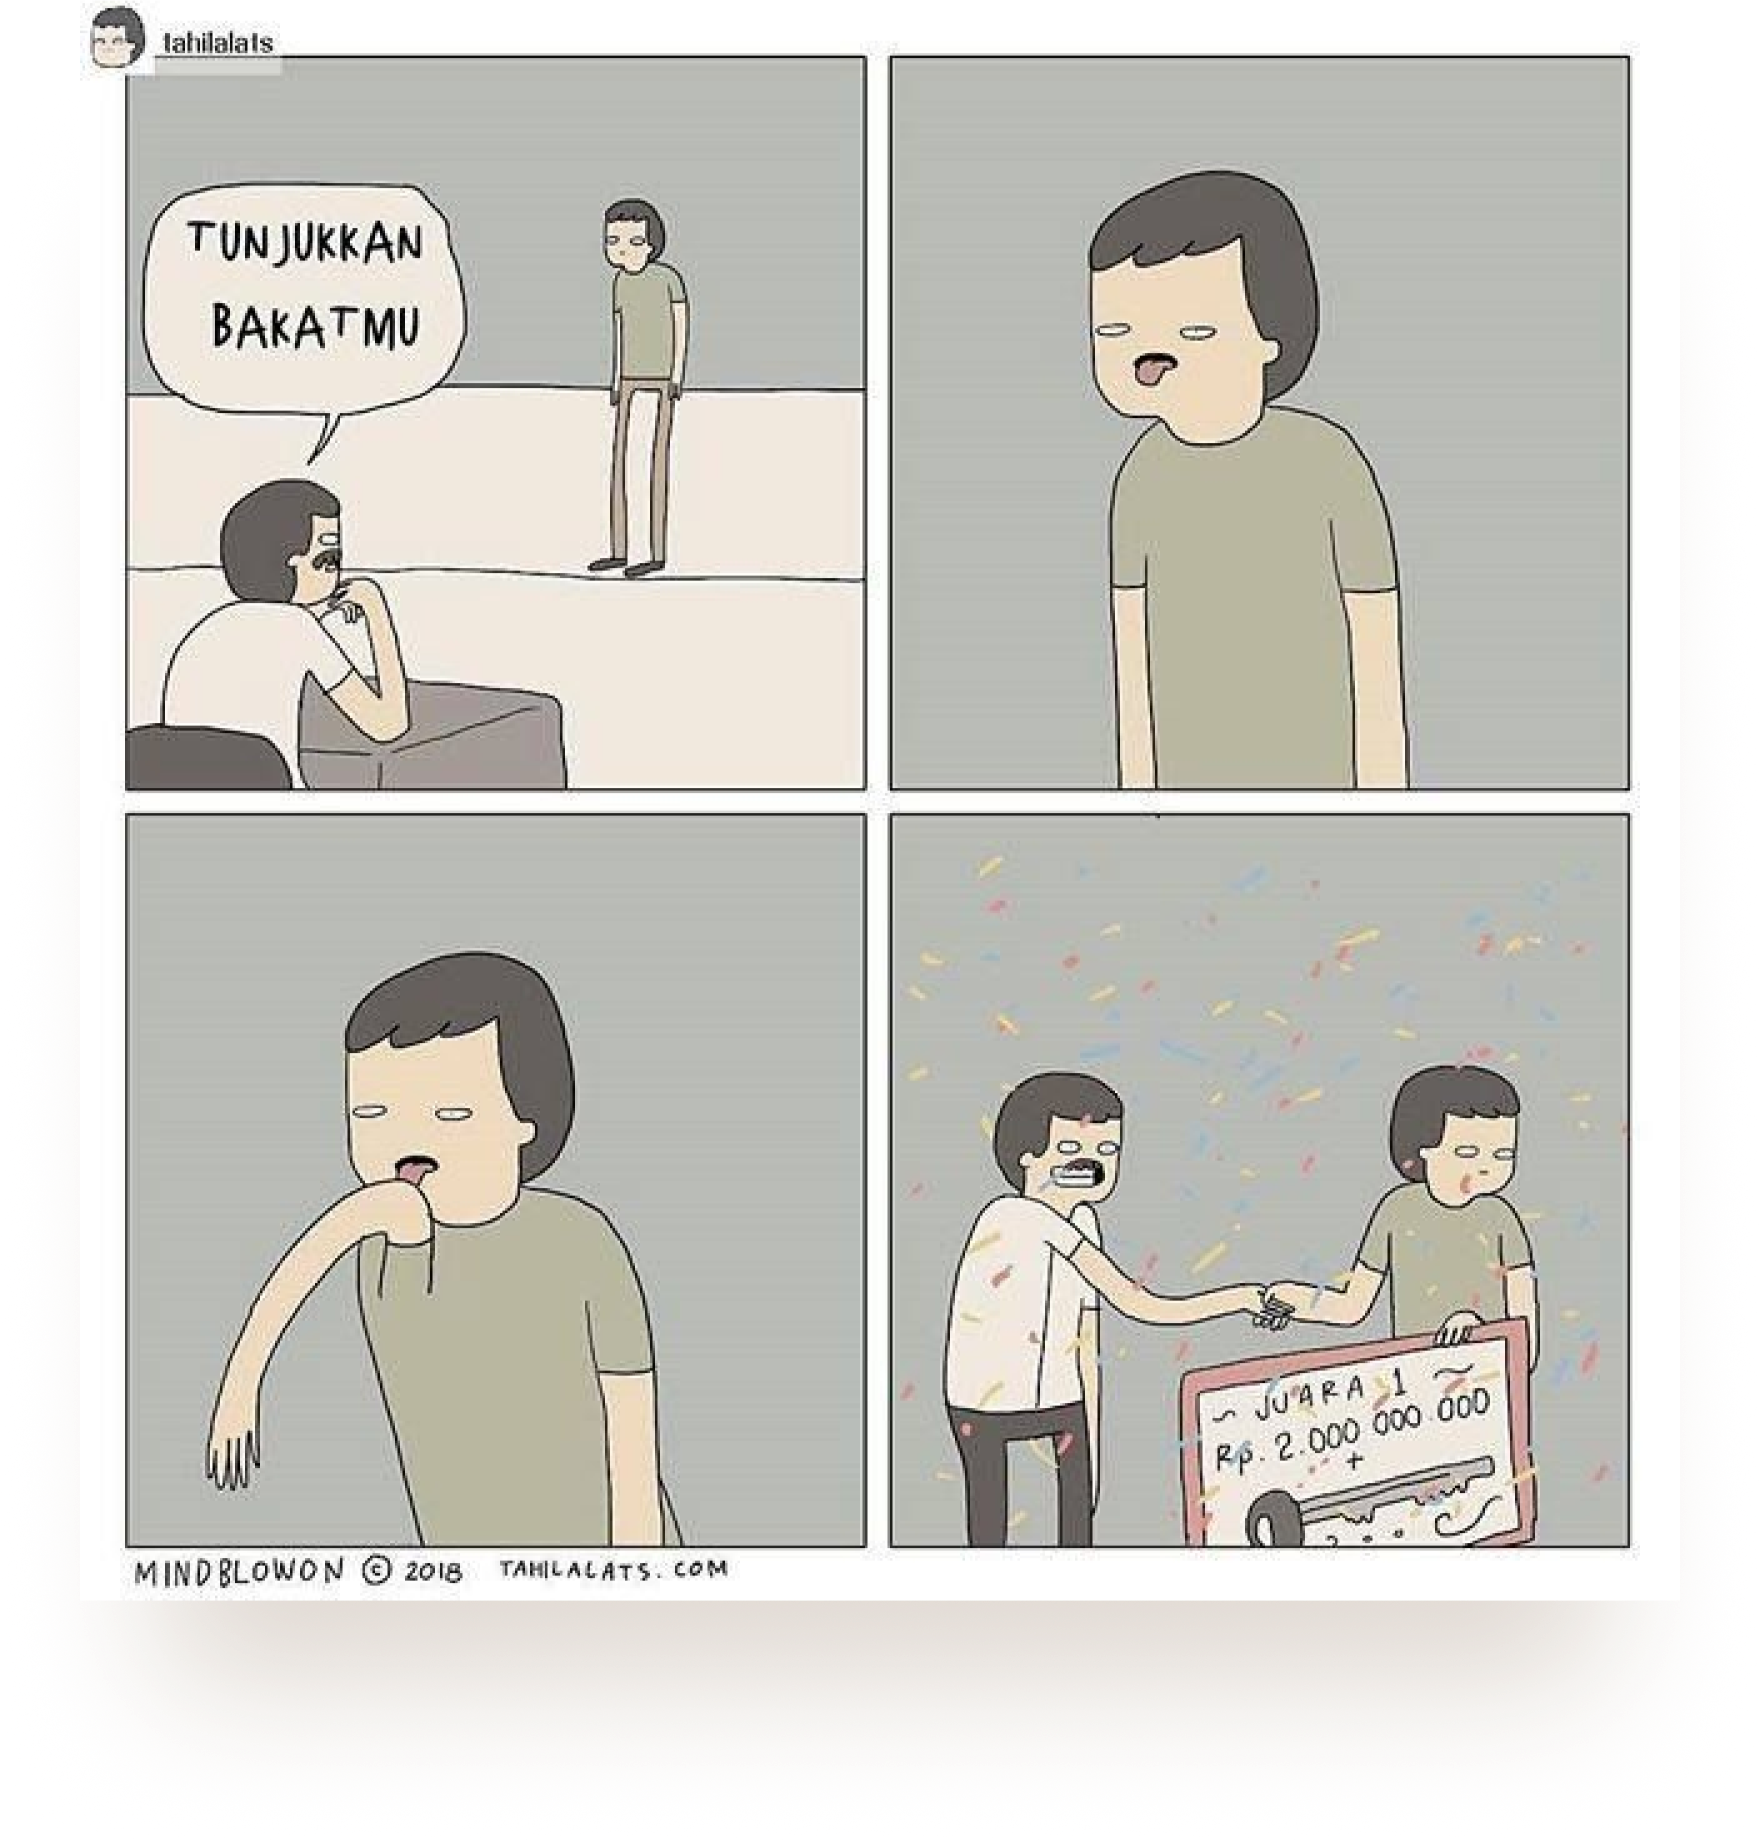 tahilalats
TUNJUKKAN
BAKATMU
~ JUARA 1 ~
Rp. 2.000 000 000
+
MINDBLOWON © 2018 TAHILALATS.COM